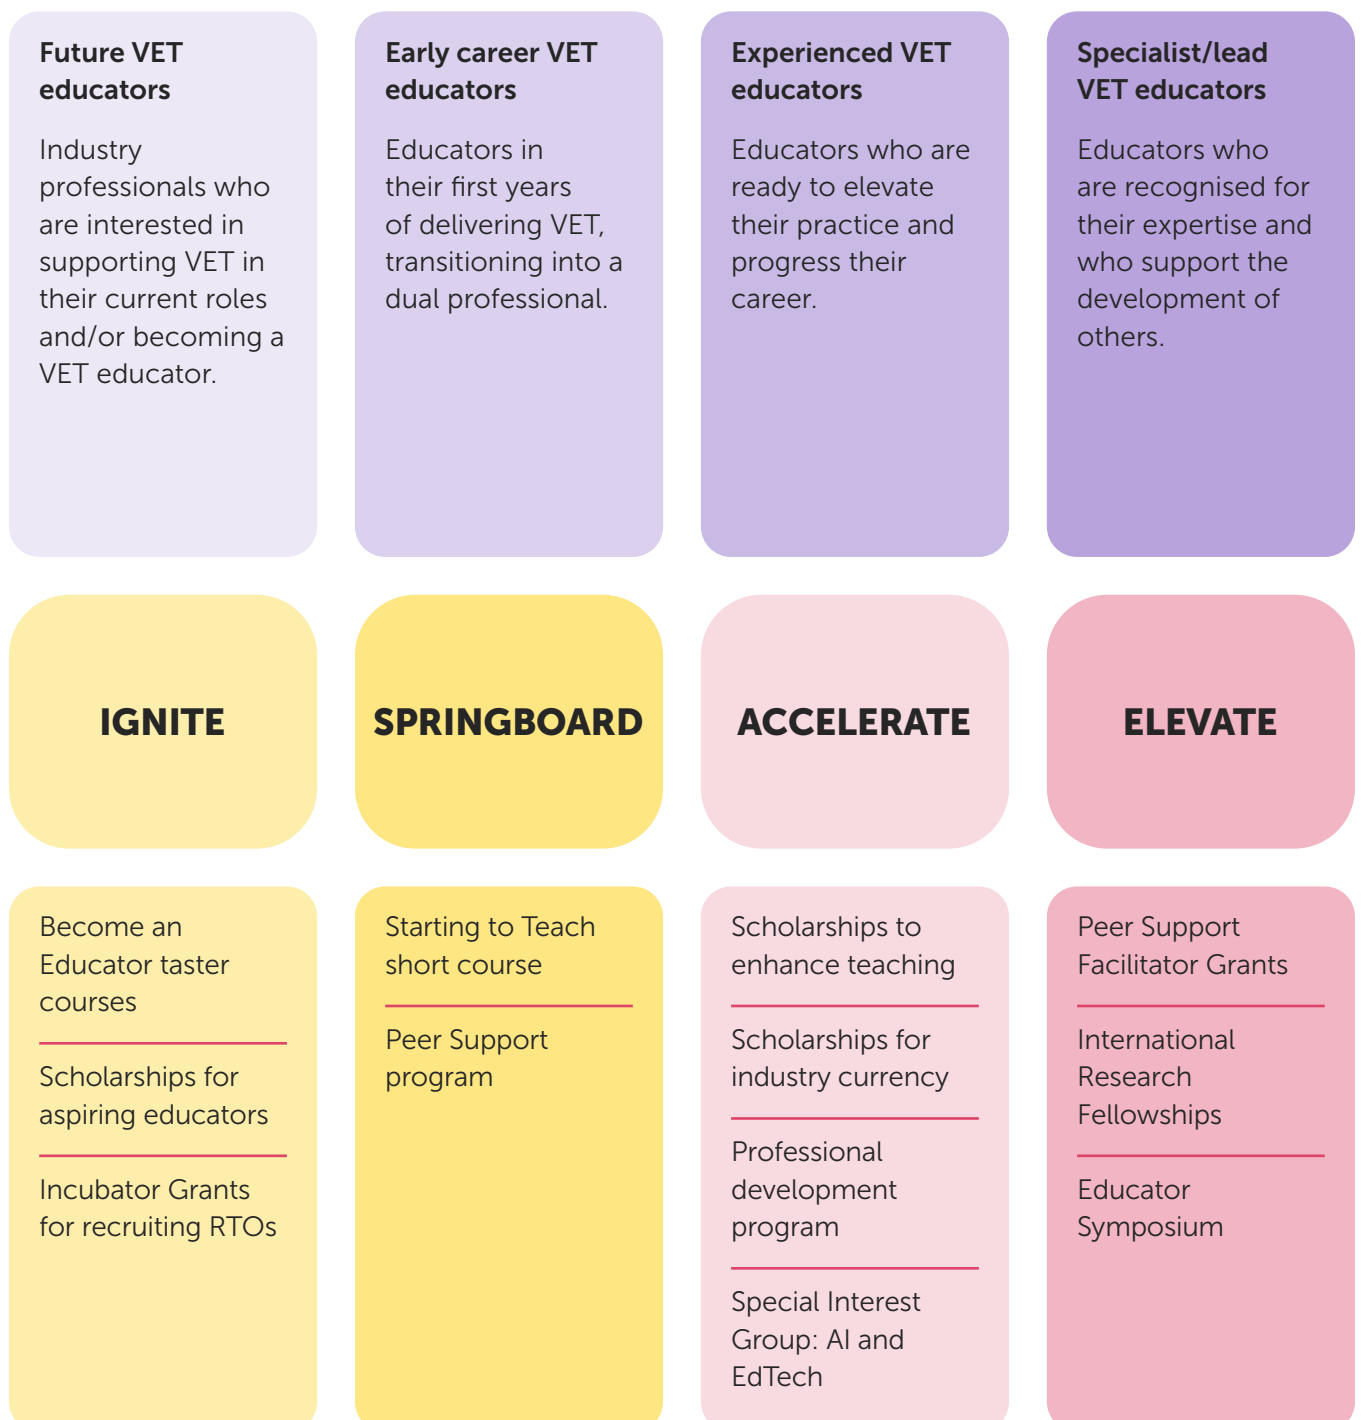 Future VET
educators
Industry
professionals who
are interested in
supporting VET in
their current roles
and/or becoming a
VET educator.
Early career VET
educators
Educators in
their first years
of delivering VET,
transitioning into a
dual professional.
Experienced VET
educators
Educators who are
ready to elevate
their practice and
progress their
career.
Specialist/lead
VET educators
Educators who
are recognised for
their expertise and
who support the
development of
others.
IGNITE
SPRINGBOARD
ACCELERATE
ELEVATE
Become an
Educator taster
courses
Scholarships for
aspiring educators
Incubator Grants
for recruiting RTOs
Starting to Teach
short course
Peer Support
program
Scholarships to
enhance teaching
Scholarships for
industry currency
Professional
development
program
Special Interest
Group: AI and
EdTech
Peer Support
Facilitator Grants
International
Research
Fellowships
Educator
Symposium